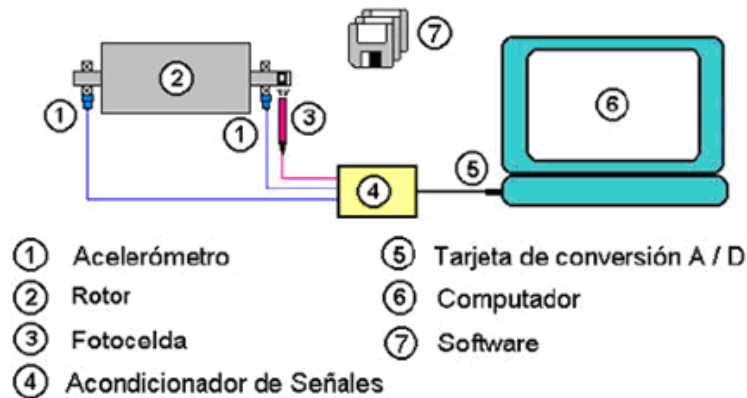 7
2
6
1
1
3
5
4
1 Acelerómetro
2 Rotor
3 Fotocelda
4 Acondicionador de Señales
5 Tarjeta de conversión A / D
6 Computador
7 Software